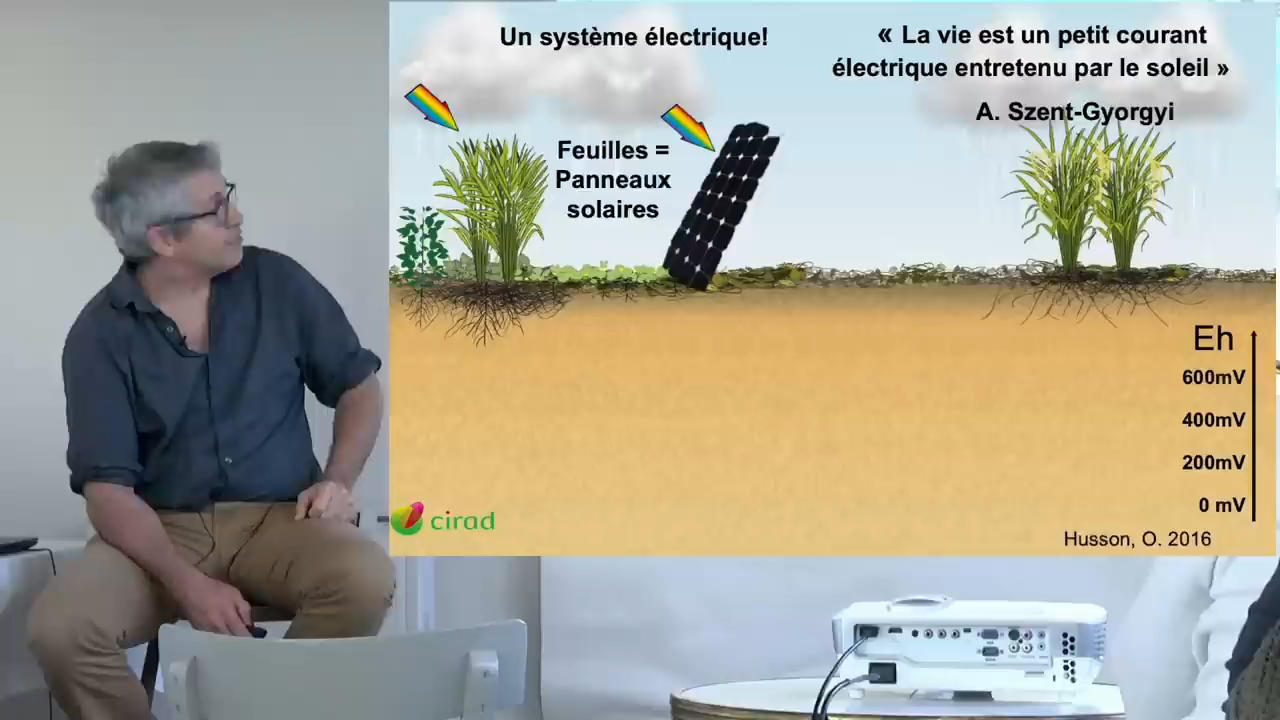 Un système électrique!
« La vie est un petit courant
électrique entretenu par le soleil »
A. Szent-Gyorgyi
Feuilles =
Panneaux
solaires
Eh
600mV
400mV
200mV
0 mV
cirad
Husson, O. 2016